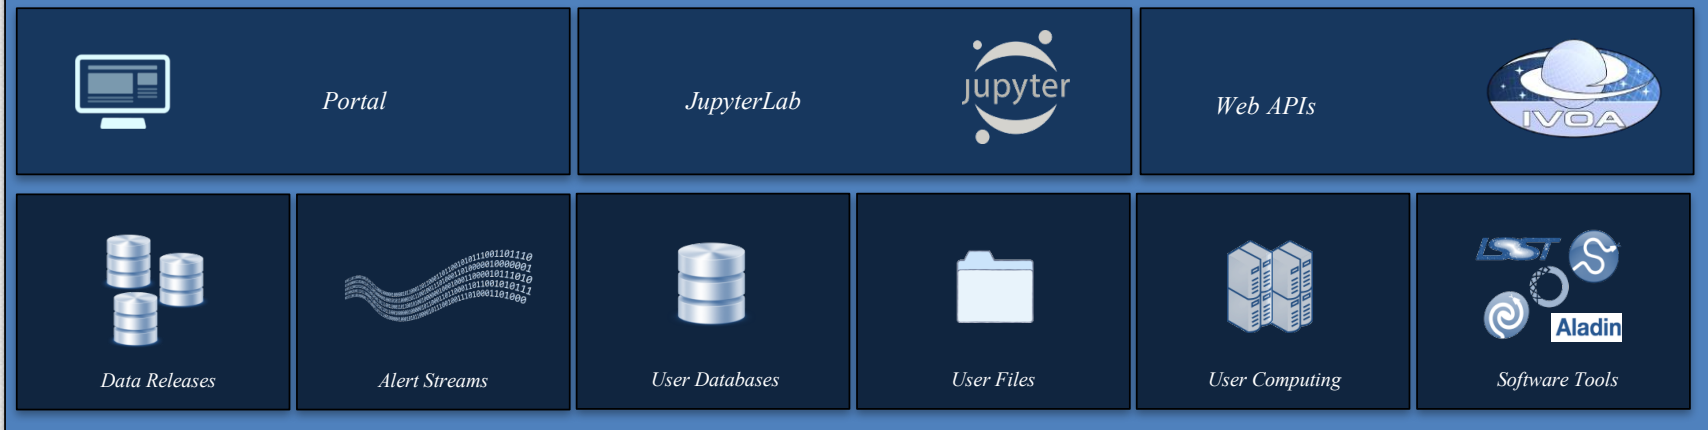 Portal
JupyterLab
jupyter
Web APIs
IVOA
Data Releases
Alert Streams
User Databases
User Files
User Computing
LSST
Aladin
Software Tools